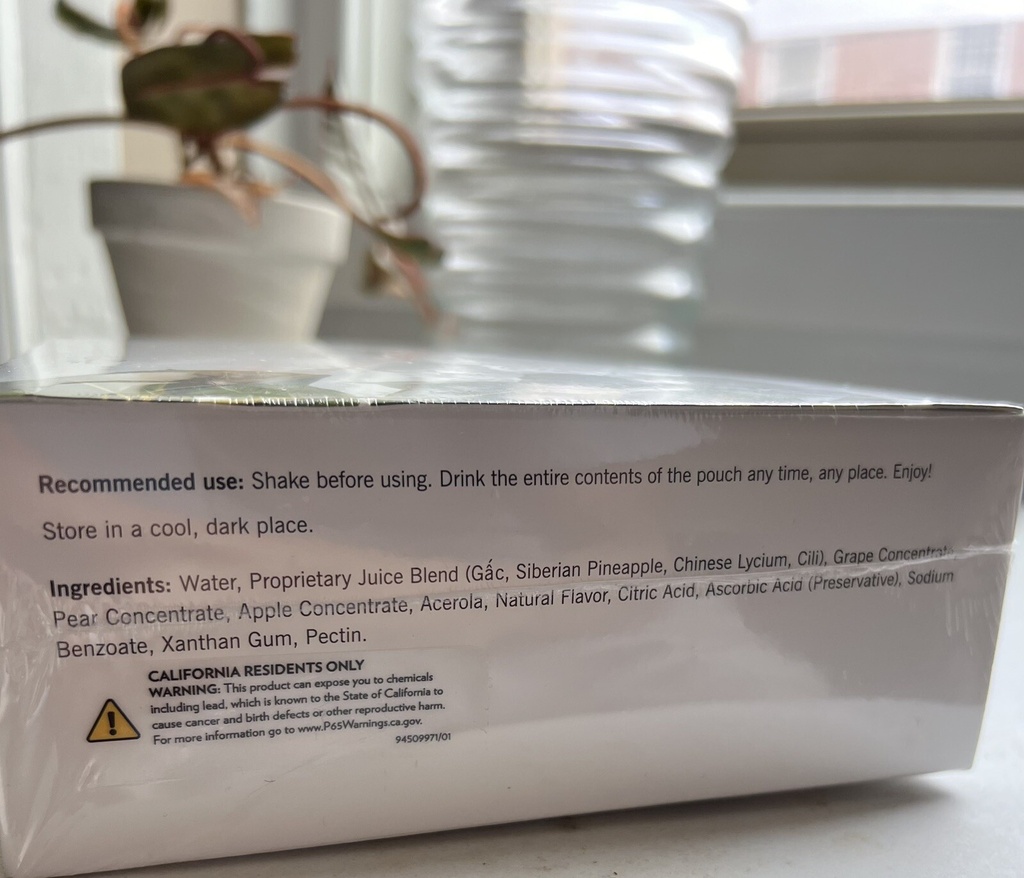 Recommended use: Shake before using. Drink the entire contents of the pouch any time, any place. Enjoy!
Store in a cool, dark place.
Ingredients: Water, Proprietary Juice Blend (Gấc, Siberian Pineapple, Chinese Lycium, Cili), Grape Concentrate,
Pear Concentrate, Apple Concentrate, Acerola, Natural Flavor, Citric Acid, Ascorbic Acid (Preservative), Sodium
Benzoate, Xanthan Gum, Pectin.
CALIFORNIA RESIDENTS ONLY
WARNING: This product can expose you to chemicals
including lead, which is known to the State of California to
cause cancer and birth defects or other reproductive harm.
For more information go to www.P65Warnings.ca.gov.
94509971/01